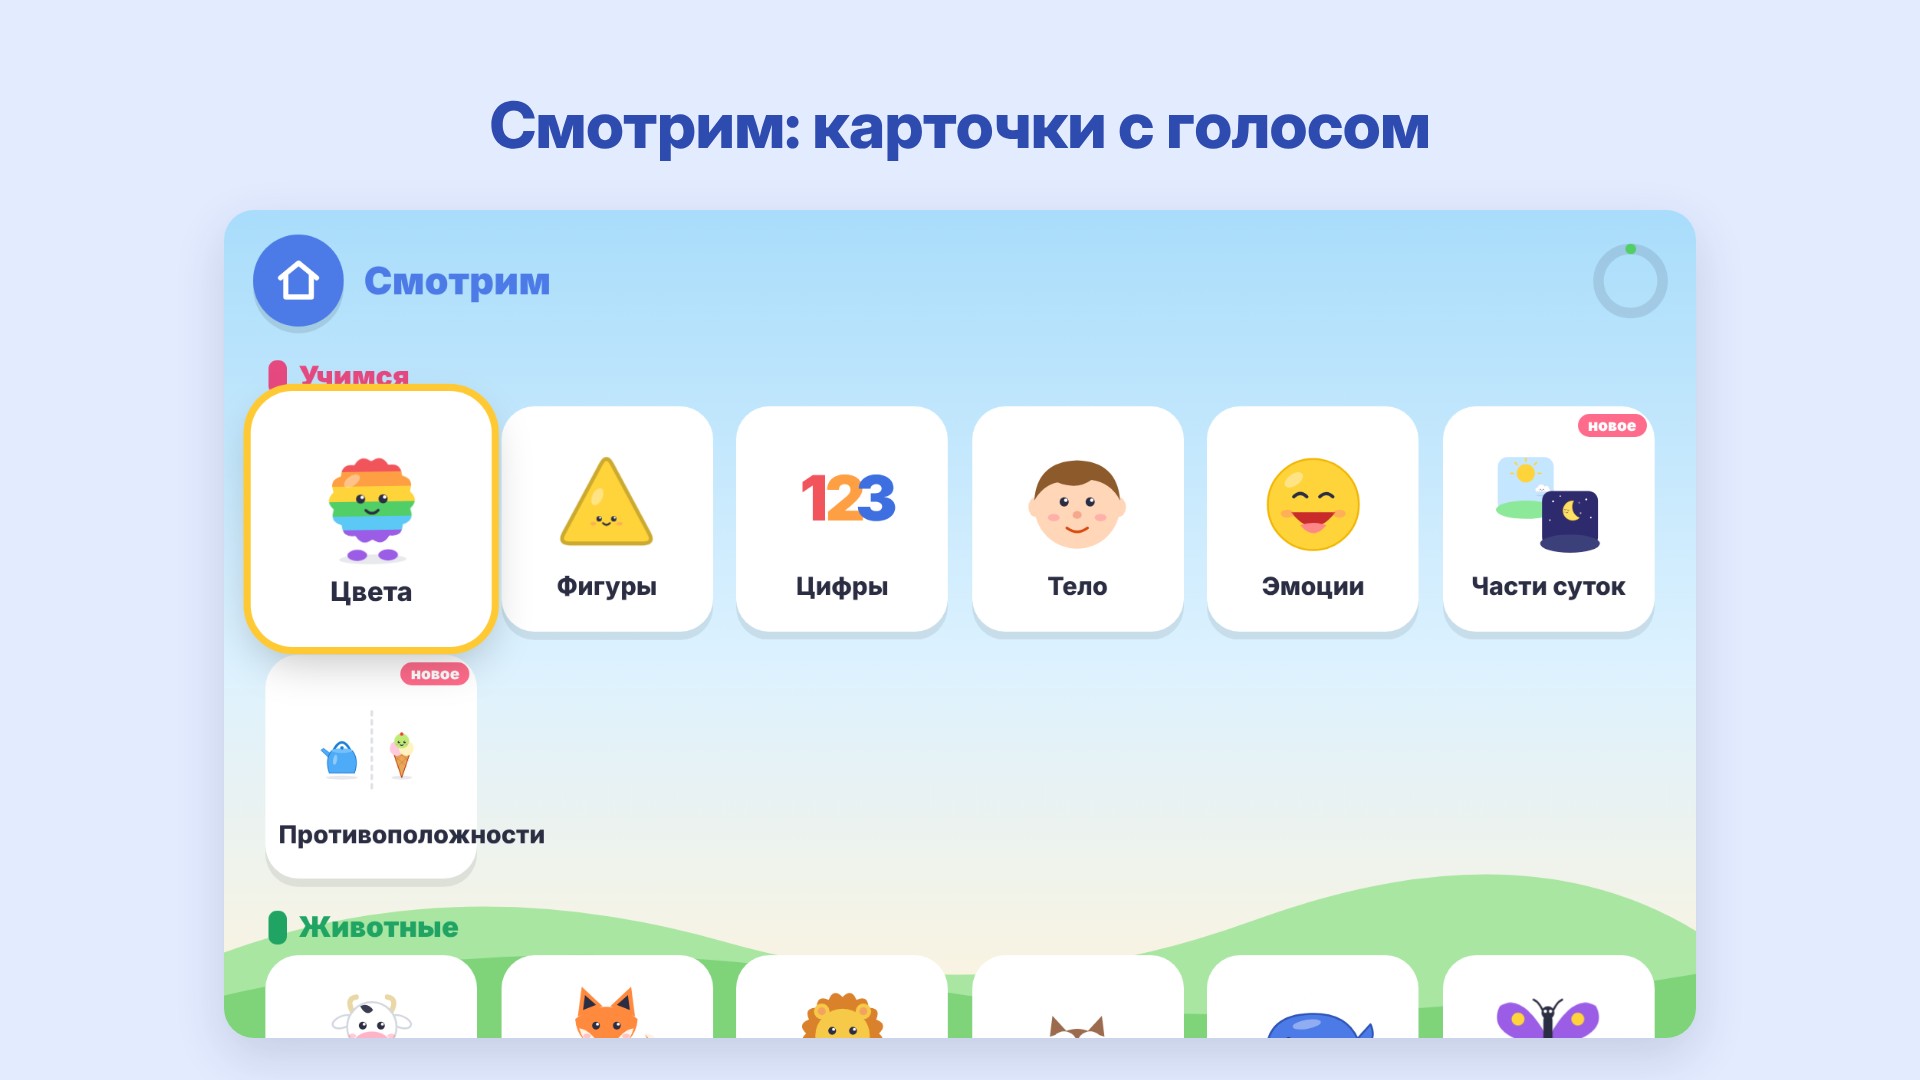 Смотрим: карточки с голосом
Смотрим
Учимся
новое
123
Цвета
Фигуры
Цифры
Тело
Эмоции
Части суток
новое
Противоположности
Животные